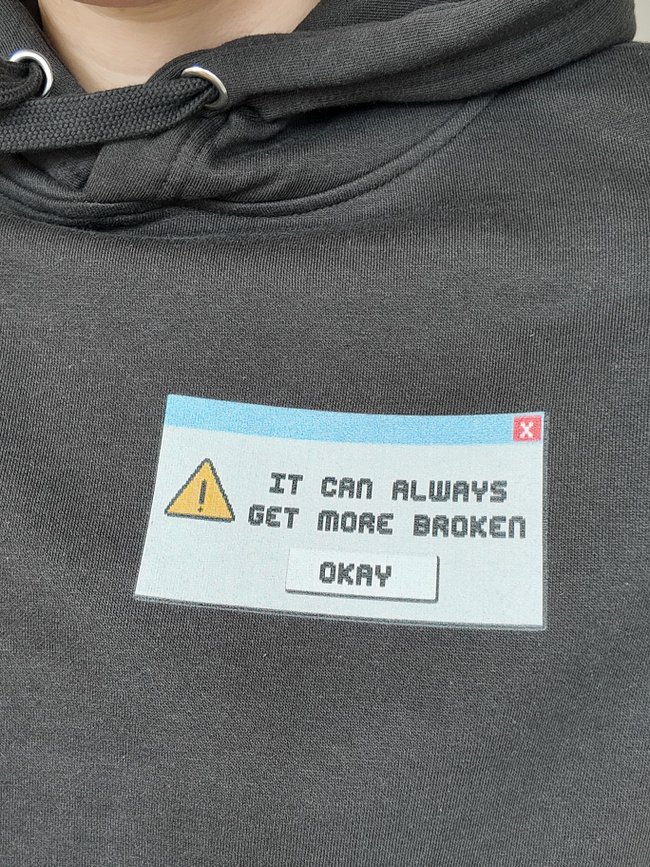 X
IT CAN ALWAYS
GET MORE BROKEN
OKAY